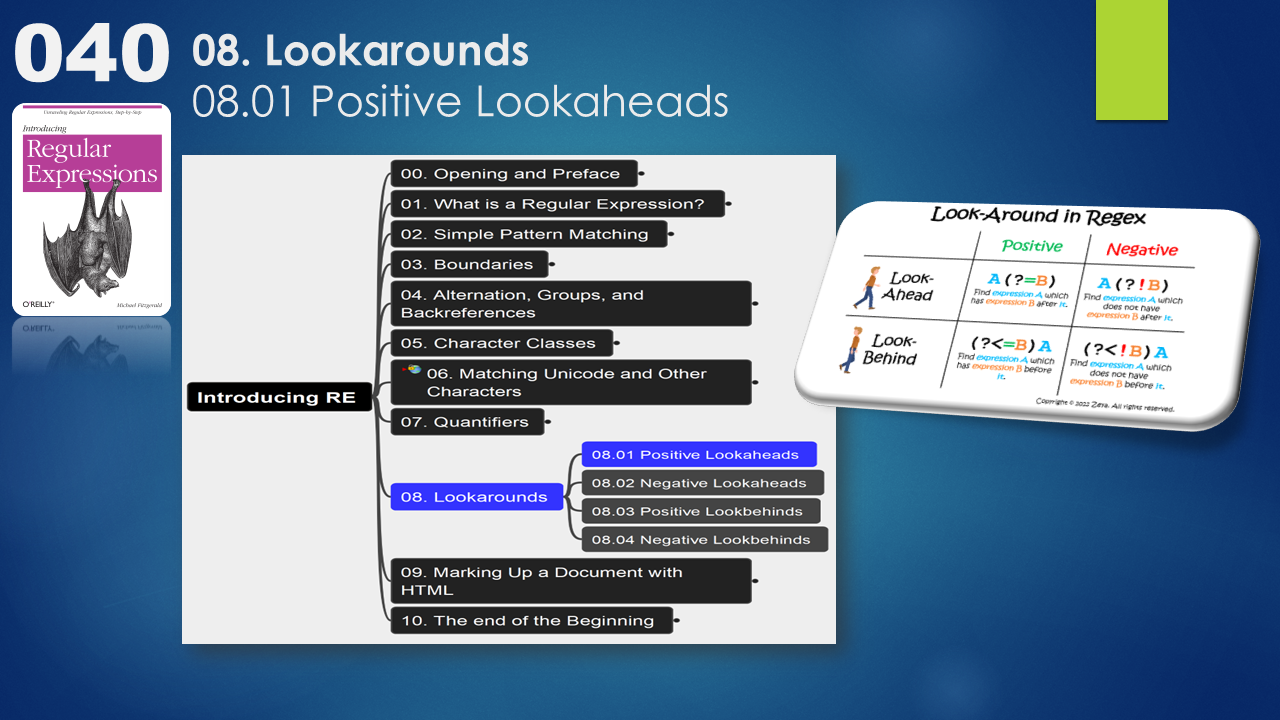 040
08. Lookarounds
08.01 Positive Lookaheads
Unraveling Regular Expressions, Step-by-Step
Introducing
Regular
Expressions
O'REILLY
Michael Fitzgerald
Introducing RE
00. Opening and Preface
01. What is a Regular Expression?
02. Simple Pattern Matching
03. Boundaries
04. Alternation, Groups, and
Backreferences
05. Character Classes
06. Matching Unicode and Other
Characters
07. Quantifiers
08. Lookarounds
08.01 Positive Lookaheads
08.02 Negative Lookaheads
08.03 Positive Lookbehinds
08.04 Negative Lookbehinds
09. Marking Up a Document with
HTML
10. The end of the Beginning
Look-Around in Regex
Positive
Negative
Look-
Ahead
A (?=B)
Find expression A which
has expression B after it.
A (?!B)
Find expression A which
does not have
expression B after it.
Look-
Behind
(?<=B) A
Find expression A which
has expression B before
it.
(?<!B) A
Find expression A which
does not have
expression B before it.
Copyright © 2022 Zera. All rights reserved.